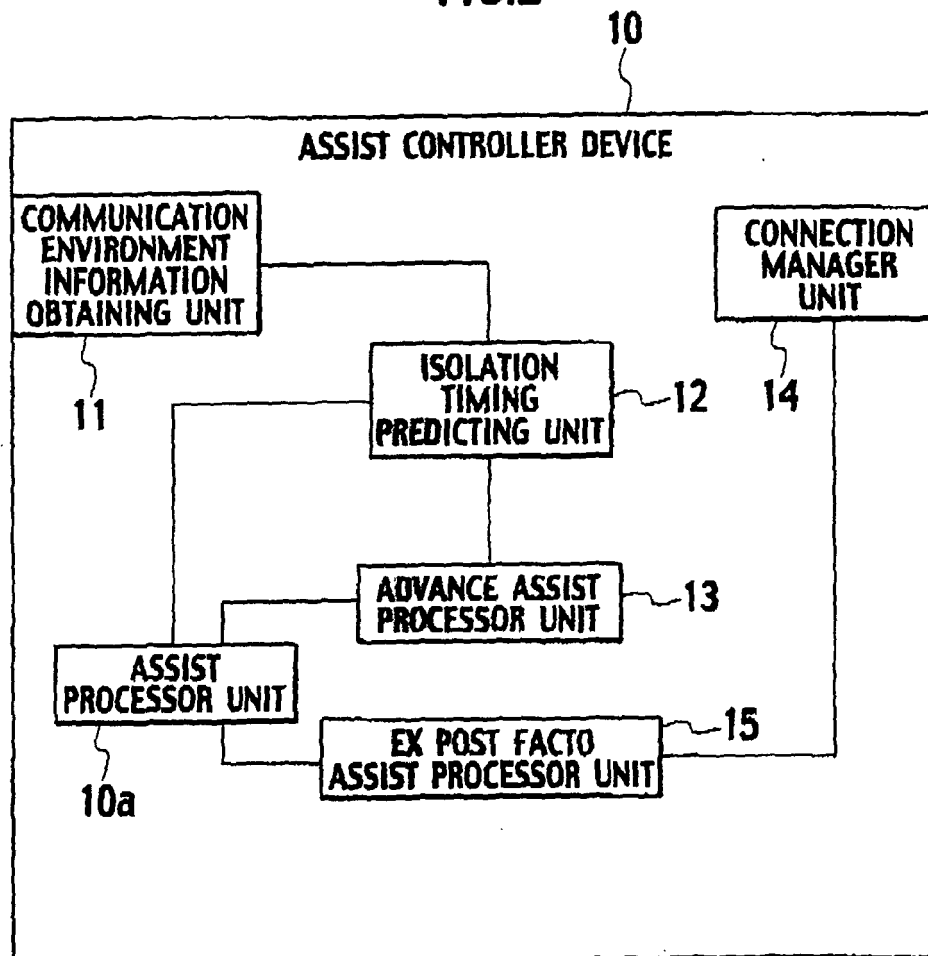 10
ASSIST CONTROLLER DEVICE
COMMUNICATION
ENVIRONMENT
INFORMATION
OBTAINING UNIT
11
CONNECTION
MANAGER
UNIT
14
ISOLATION
TIMING
PREDICTING UNIT
12
ADVANCE ASSIST
PROCESSOR UNIT
13
ASSIST
PROCESSOR UNIT
10a
EX POST FACTO
ASSIST PROCESSOR UNIT
15